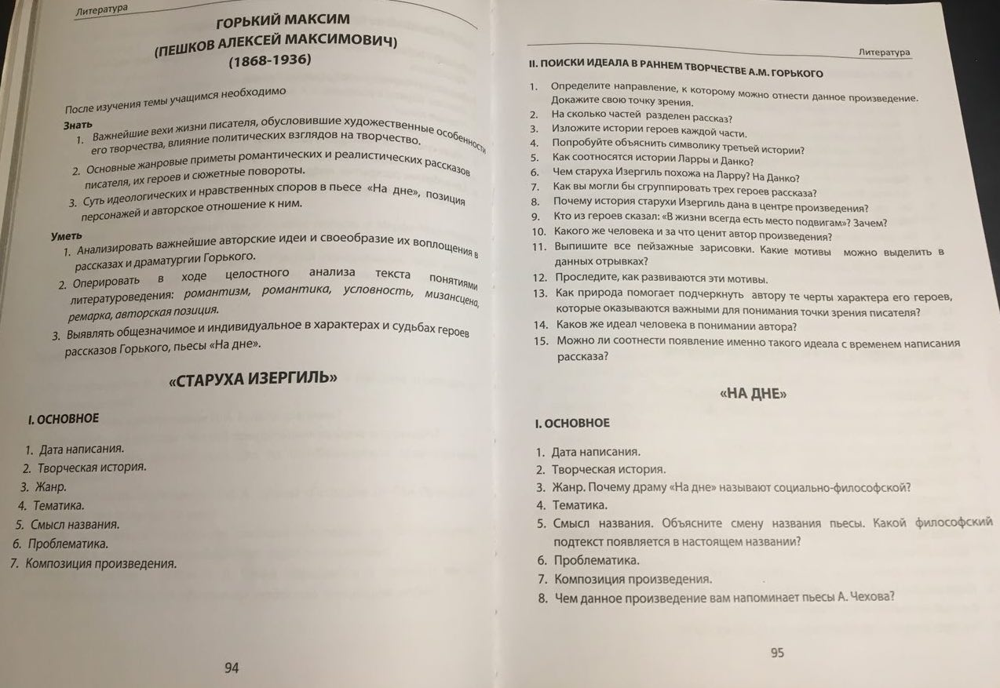 Литература
ГОРЬКИЙ МАКСИМ
(ПЕШКОВ АЛЕКСЕЙ МАКСИМОВИЧ)
(1868-1936)
После изучения темы учащимся необходимо
Знать
1. Важнейшие вехи жизни писателя, обусловившие художественные особенности
его творчества, влияние политических взглядов на творчество.
2. Основные жанровые приметы романтических и реалистических рассказов
писателя, их героев и сюжетные повороты.
3. Суть идеологических и нравственных споров в пьесе «На дне», позиция
персонажей и авторское отношение к ним.
Уметь
1. Анализировать важнейшие авторские идеи и своеобразие их воплощения в
рассказах и драматургии Горького.
2. Оперировать в ходе целостного анализа текста понятиями
литературоведения: романтизм, романтика, условность, мизансцена,
ремарка, авторская позиция.
3. Выявлять общезначимое и индивидуальное в характерах и судьбах героев
рассказов Горького, пьесы «На дне».
«СТАРУХА ИЗЕРГИЛЬ»
I. ОСНОВНОЕ
1. Дата написания.
2. Творческая история.
3. Жанр.
4. Тематика.
5. Смысл названия.
6. Проблематика.
7. Композиция произведения.
94
Литература
II. ПОИСКИ ИДЕАЛА В РАННЕМ ТВОРЧЕСТВЕ А.М. ГОРЬКОГО
1. Определите направление, к которому можно отнести данное произведение.
Докажите свою точку зрения.
2. На сколько частей разделен рассказ?
3. Изложите истории героев каждой части.
4. Попробуйте объяснить символику третьей истории?
5. Как соотносятся истории Ларры и Данко?
6. Чем старуха Изергиль похожа на Ларру? На Данко?
7. Как вы могли бы сгруппировать трех героев рассказа?
8. Почему история старухи Изергиль дана в центре произведения?
9. Кто из героев сказал: «В жизни всегда есть место подвигам»? Зачем?
10. Какого же человека и за что ценит автор произведения?
11. Выпишите все пейзажные зарисовки. Какие мотивы можно выделить в
данных отрывках?
12. Проследите, как развиваются эти мотивы.
13. Как природа помогает подчеркнуть автору те черты характера его героев,
которые оказываются важными для понимания точки зрения писателя?
14. Каков же идеал человека в понимании автора?
15. Можно ли соотнести появление именно такого идеала с временем написания
рассказа?
«НА ДНЕ»
I. ОСНОВНОЕ
1. Дата написания.
2. Творческая история.
3. Жанр. Почему драму «На дне» называют социально-философской?
4. Тематика.
5. Смысл названия. Объясните смену названия пьесы. Какой философский
подтекст появляется в настоящем названии?
6. Проблематика.
7. Композиция произведения.
8. Чем данное произведение вам напоминает пьесы А. Чехова?
95